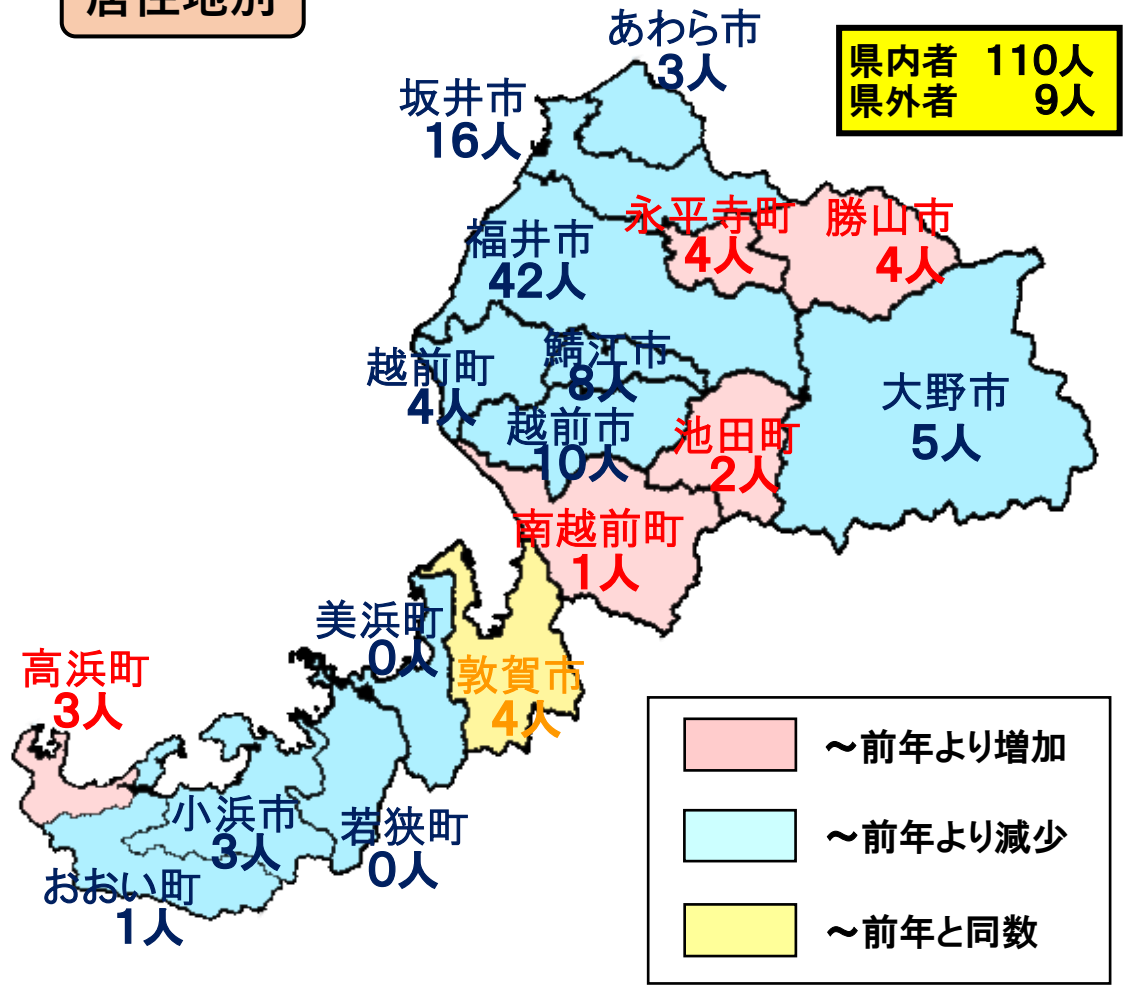 居住地別
あわら市
3人
県内者 110人
県外者 9人
坂井市
16人
永平寺町
4人
勝山市
4人
福井市
42人
越前町
4人
鯖江市
8人
大野市
5人
越前市
10人
池田町
2人
南越前町
1人
美浜町
0人
敦賀市
4人
高浜町
3人
小浜市
3人
若狭町
0人
おおい町
1人
～前年より増加
～前年より減少
～前年と同数